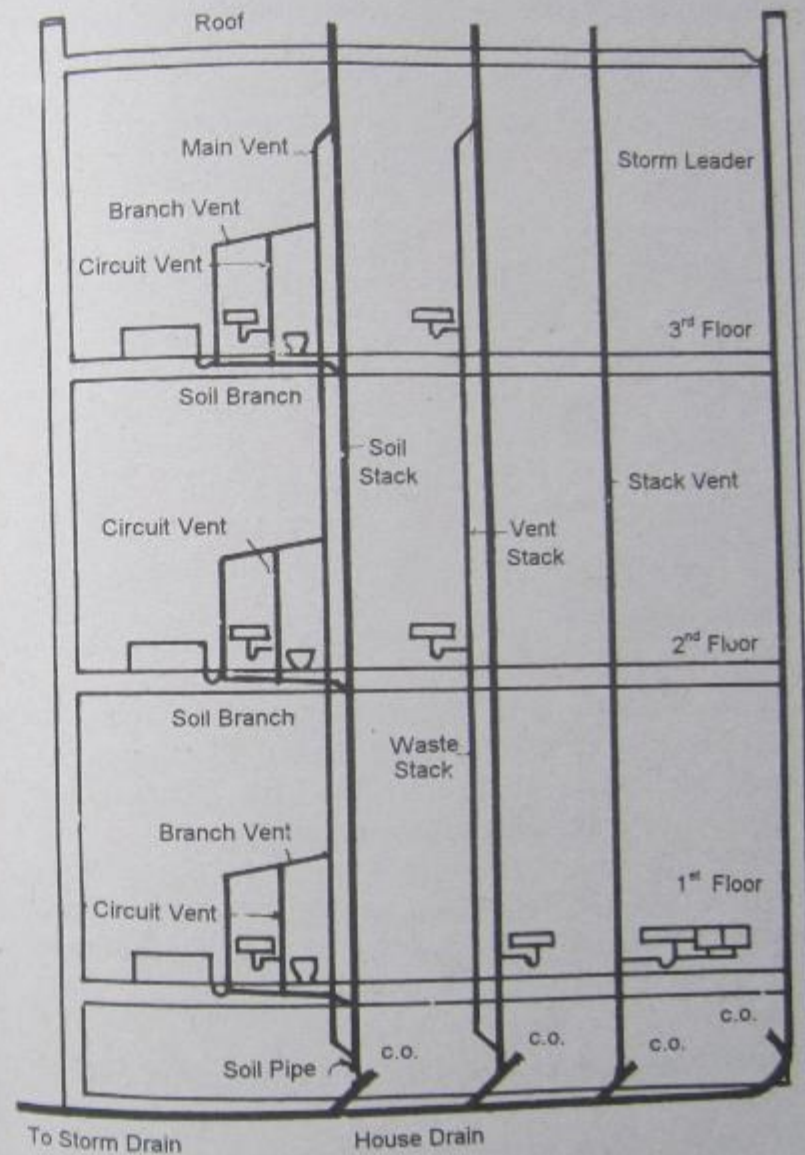 Roof
Main Vent
Storm Leader
Branch Vent
Circuit Vent
3rd Floor
Soil Branch
Soil
Stack
Stack Vent
Circuit Vent
Vent
Stack
2nd Floor
Soil Branch
Waste
Stack
Branch Vent
1st Floor
Circuit Vent
c.o.
c.o.
c.o.
c.o.
Soil Pipe
To Storm Drain
House Drain